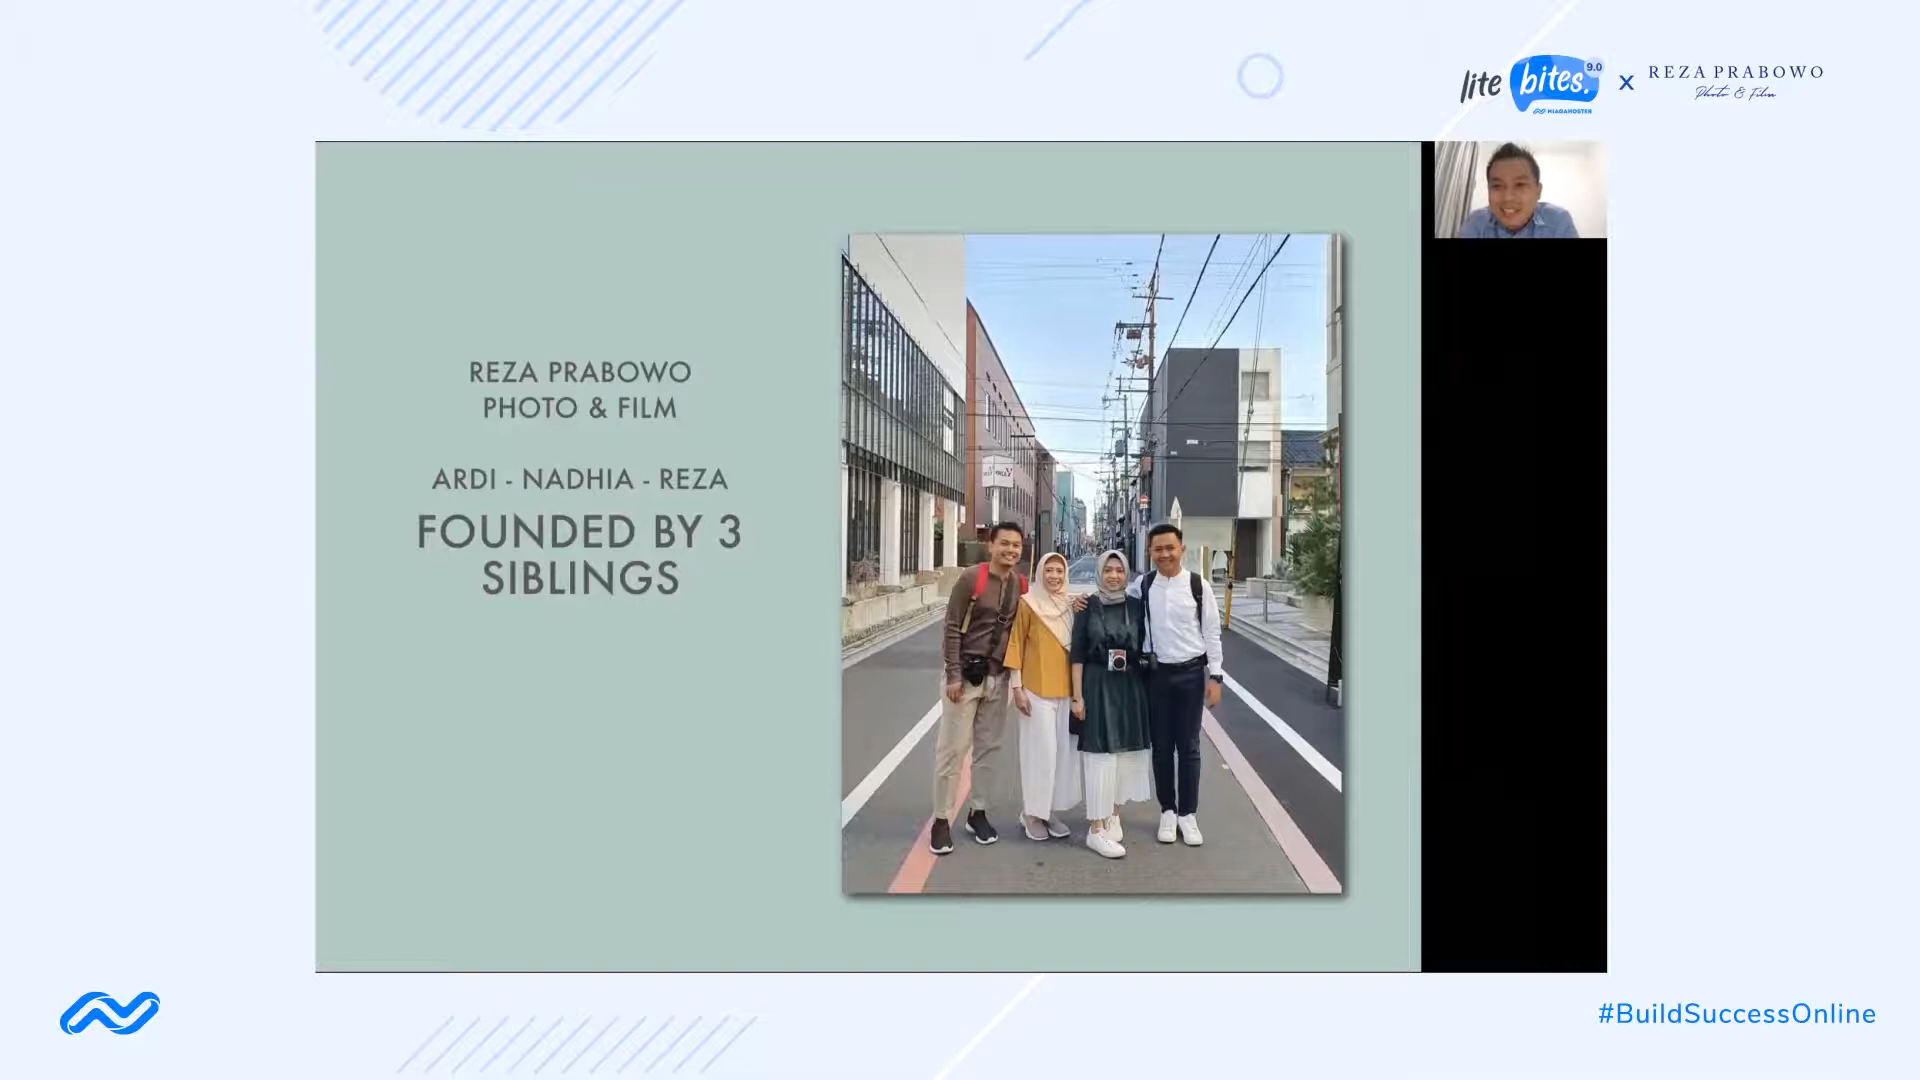 lite bites. 9.0
NIAGAHOSTER
x
REZA PRABOWO
Photo & Film
REZA PRABOWO
PHOTO & FILM
ARDI - NADHIA - REZA
FOUNDED BY 3
SIBLINGS
#BuildSuccessOnline